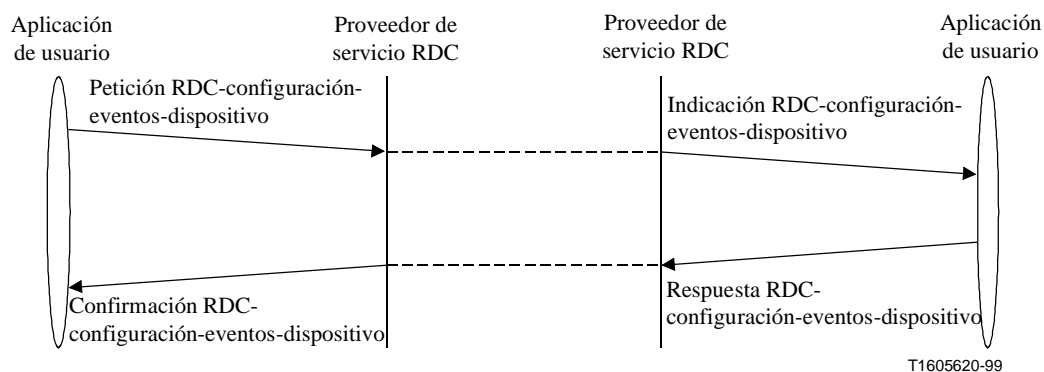 Aplicación
de usuario
Proveedor de
servicio RDC
Proveedor de
servicio RDC
Aplicación
de usuario
Petición RDC-configuración-
eventos-dispositivo
Indicación RDC-configuración-
eventos-dispositivo
Confirmación RDC-
configuración-eventos-dispositivo
Respuesta RDC-
configuración-eventos-dispositivo
T1605620-99